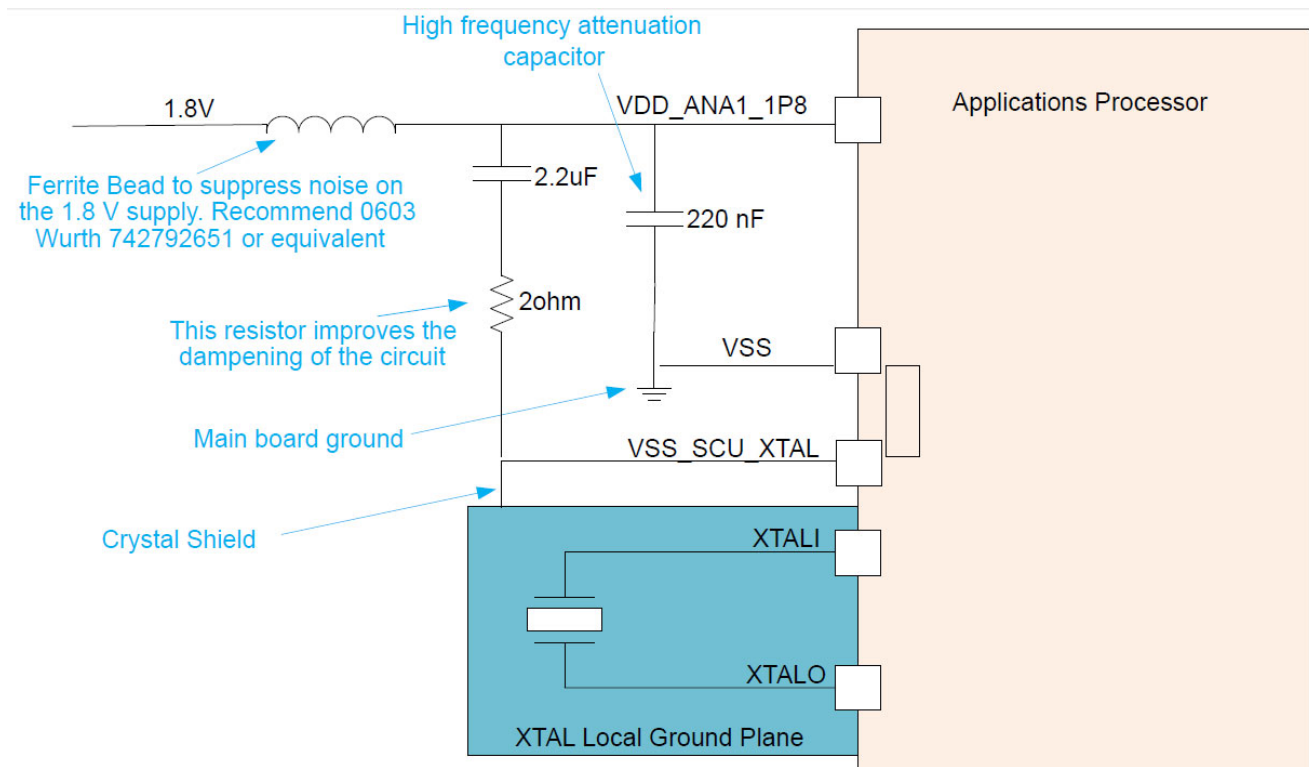 High frequency attenuation
capacitor
1.8V
VDD_ANA1_1P8
Applications Processor
Ferrite Bead to suppress noise on
the 1.8 V supply. Recommend 0603
Wurth 742792651 or equivalent
2.2uF
220 nF
2ohm
This resistor improves the
dampening of the circuit
VSS
Main board ground
VSS_SCU_XTAL
Crystal Shield
XTALI
XTALO
XTAL Local Ground Plane